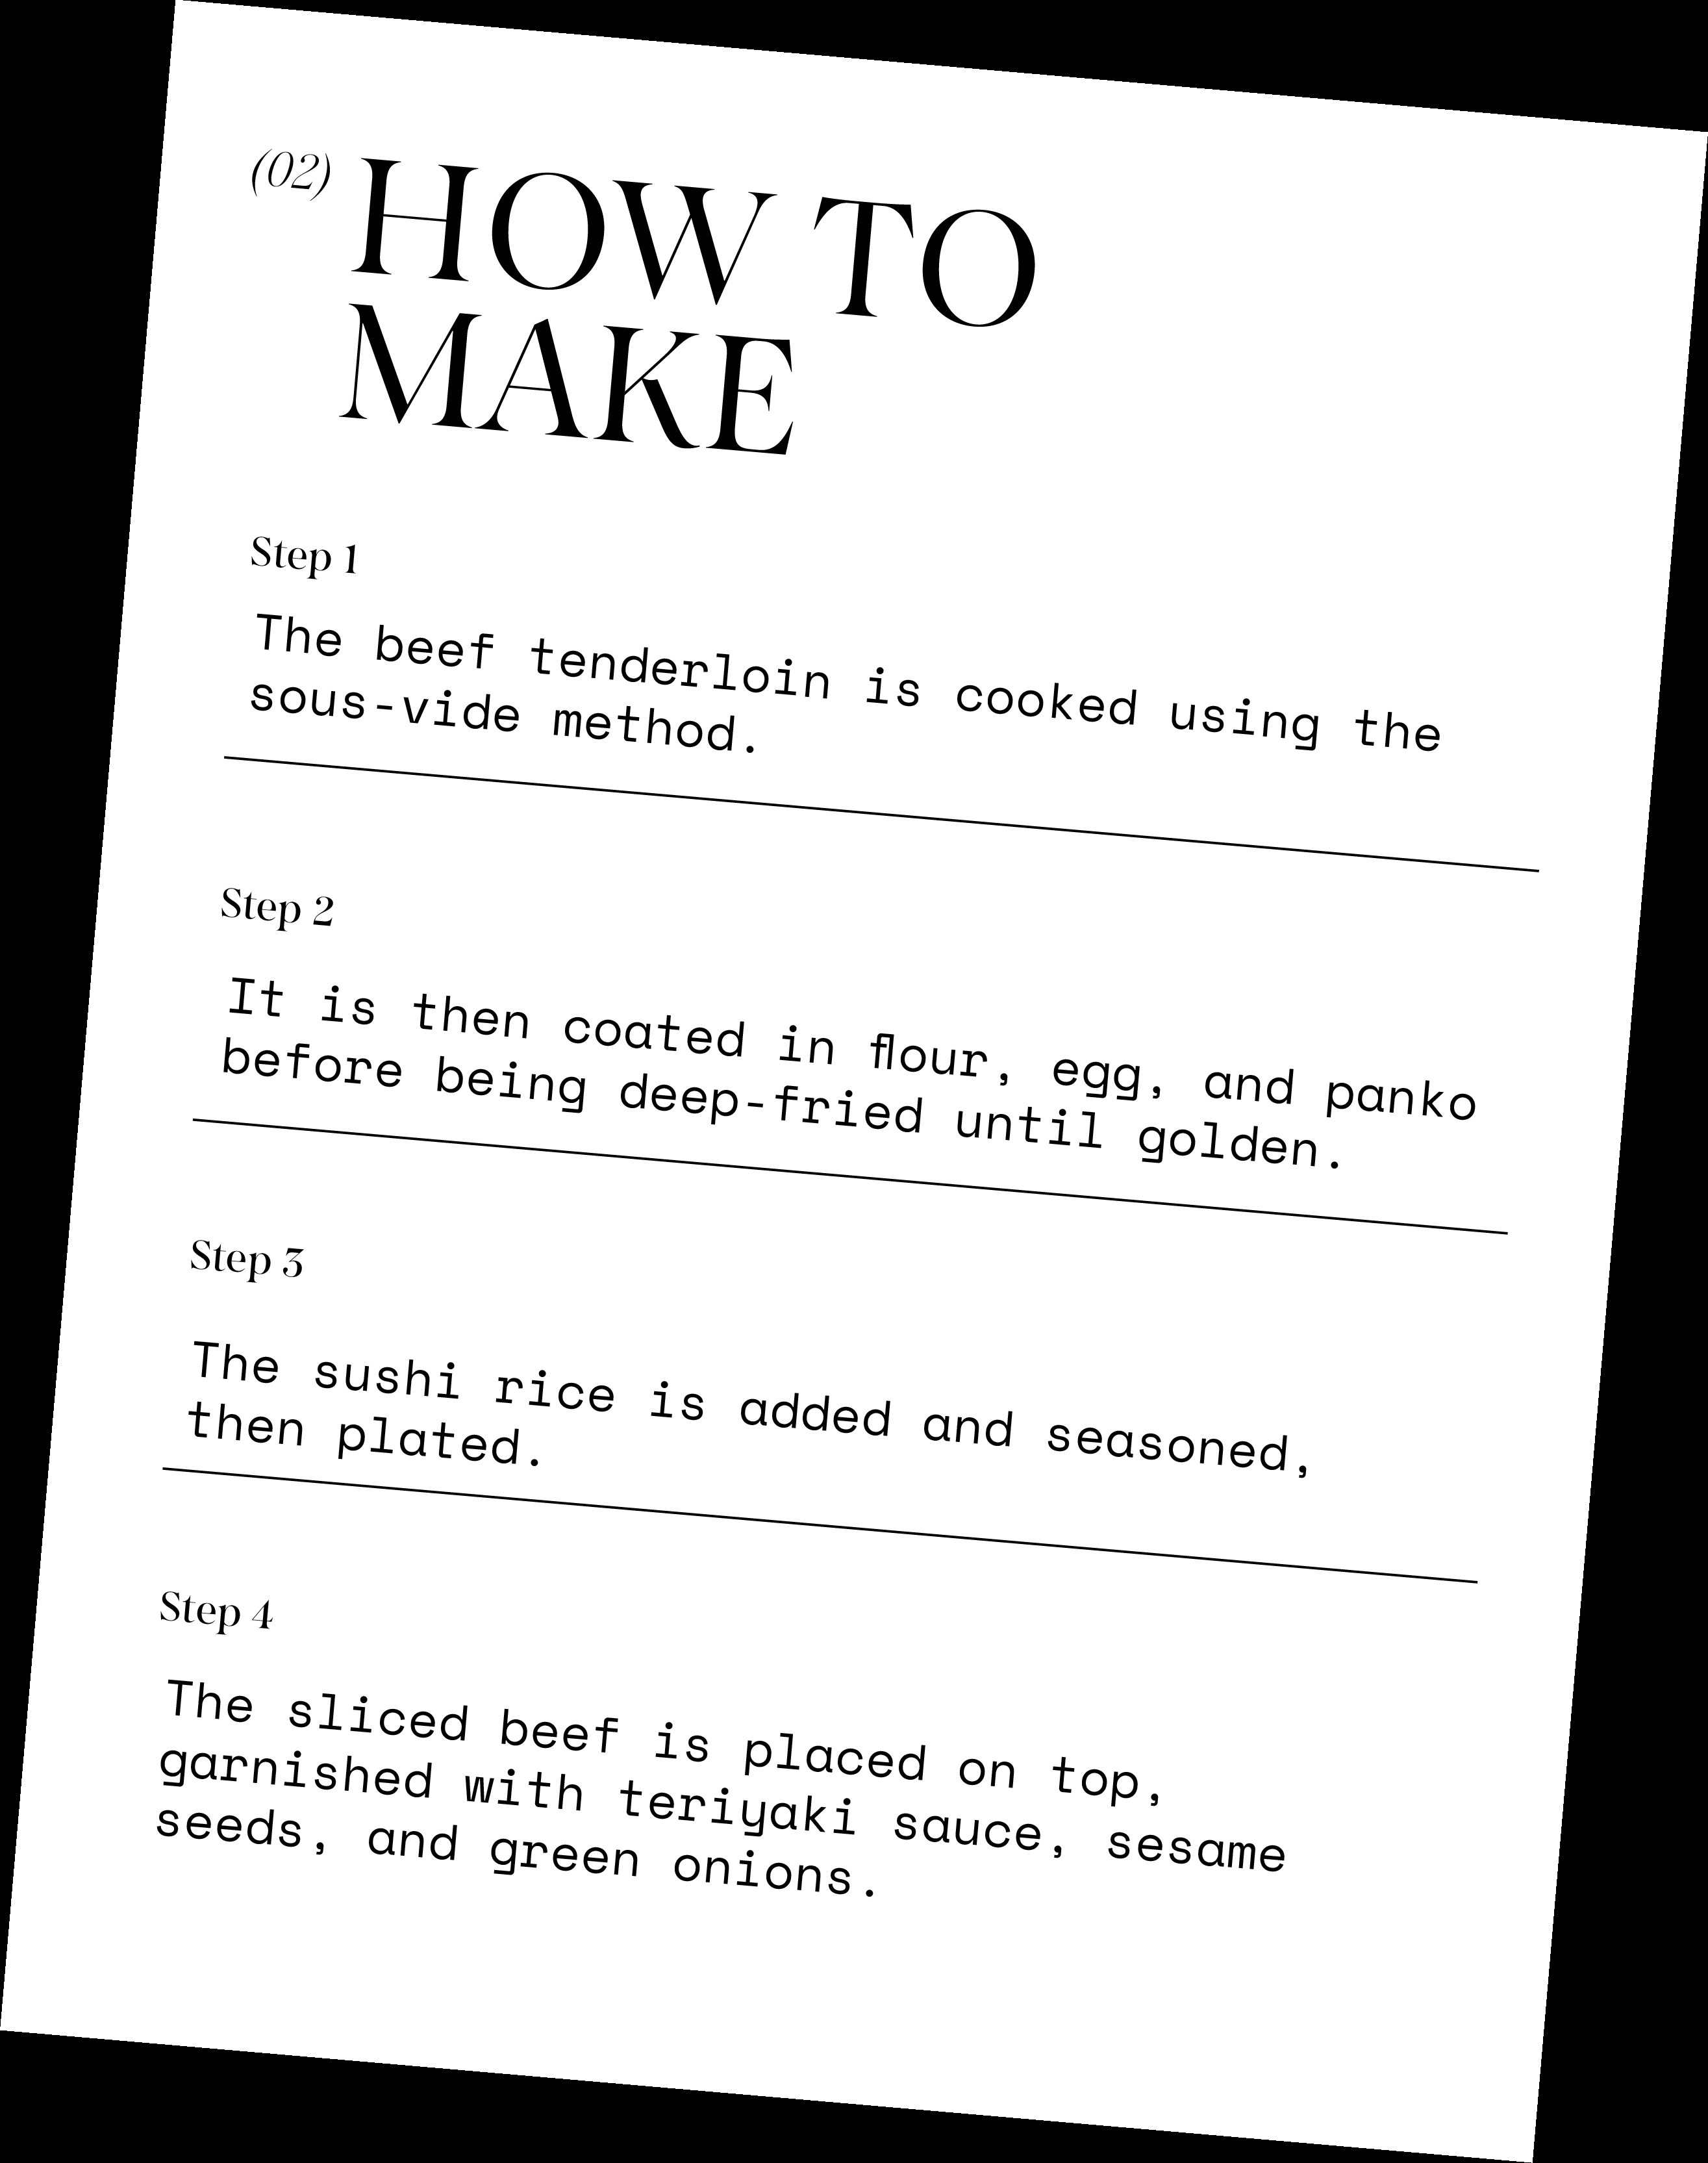 (02) HOW TO
MAKE
Step 1
The beef tenderloin is cooked using the
sous-vide method.
Step 2
It is then coated in flour, egg, and panko
before being deep-fried until golden.
Step 3
The sushi rice is added and seasoned,
then plated.
Step 4
The sliced beef is placed on top,
garnished with teriyaki sauce, sesame
seeds, and green onions.